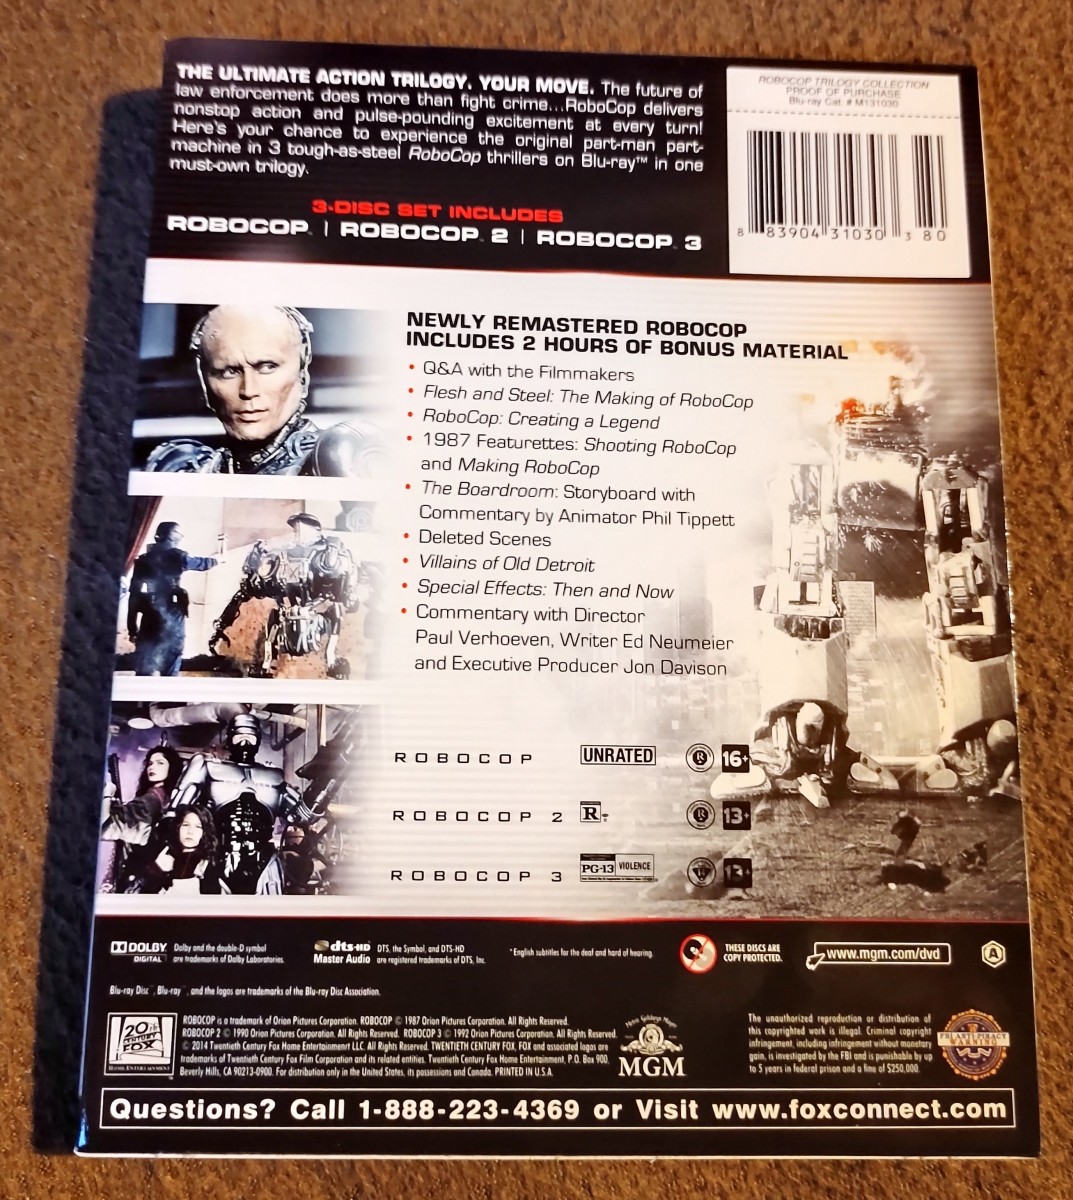 THE ULTIMATE ACTION TRILOGY. YOUR MOVE. The future of
law enforcement does more than fight crime...RoboCop delivers
nonstop action and pulse-pounding excitement at every turn!
Here's your chance to experience the original part-man part-
machine in 3 tough-as-steel RoboCop thrillers on Blu-ray™ in one
must-own trilogy.
3-DISC SET INCLUDES
ROBOCOP | ROBOCOP 2 | ROBOCOP 3
ROBOCOP TRILOGY COLLECTION
PROOF OF PURCHASE
Blu-ray Cat. # M131030
8 83904 31030 3 80
NEWLY REMASTERED ROBOCOP
INCLUDES 2 HOURS OF BONUS MATERIAL
• Q&A with the Filmmakers
• Flesh and Steel: The Making of RoboCop
• RoboCop: Creating a Legend
• 1987 Featurettes: Shooting RoboCop
and Making RoboCop
• The Boardroom: Storyboard with
Commentary by Animator Phil Tippett
• Deleted Scenes
• Villains of Old Detroit
• Special Effects: Then and Now
• Commentary with Director
Paul Verhoeven, Writer Ed Neumeier
and Executive Producer Jon Davison
ROBOCOP UNRATED R 16+
ROBOCOP 2 R 13+
ROBOCOP 3 PG-13 VIOLENCE 13+
DOLBY DIGITAL
Dolby and the double-D symbol
are trademarks of Dolby Laboratories.
dts-HD Master Audio
DTS, the Symbol, and DTS-HD
are registered trademarks of DTS, Inc.
*English subtitles for the deaf and hard of hearing.
THESE DISCS ARE
COPY PROTECTED.
www.mgm.com/dvd
A
Blu-ray Disc™, Blu-ray™, and the logos are trademarks of the Blu-ray Disc Association.
20th CENTURY FOX
HOME ENTERTAINMENT
ROBOCOP is a trademark of Orion Pictures Corporation. ROBOCOP © 1987 Orion Pictures Corporation. All Rights Reserved.
ROBOCOP 2 © 1990 Orion Pictures Corporation. All Rights Reserved. ROBOCOP 3 © 1992 Orion Pictures Corporation. All Rights Reserved.
© 2014 Twentieth Century Fox Home Entertainment LLC. All Rights Reserved. TWENTIETH CENTURY FOX, FOX and associated logos are
trademarks of Twentieth Century Fox Film Corporation and its related entities. Twentieth Century Fox Home Entertainment, P.O. Box 900,
Beverly Hills, CA 90213-0900. For distribution only in the United States, its possessions and Canada. PRINTED IN U.S.A.
Metro Goldwyn Mayer
MGM
The unauthorized reproduction or distribution of
this copyrighted work is illegal. Criminal copyright
infringement, including infringement without monetary
gain, is investigated by the FBI and is punishable by up
to 5 years in federal prison and a fine of $250,000.
FBI ANTI-PIRACY
WARNING
Questions? Call 1-888-223-4369 or Visit www.foxconnect.com